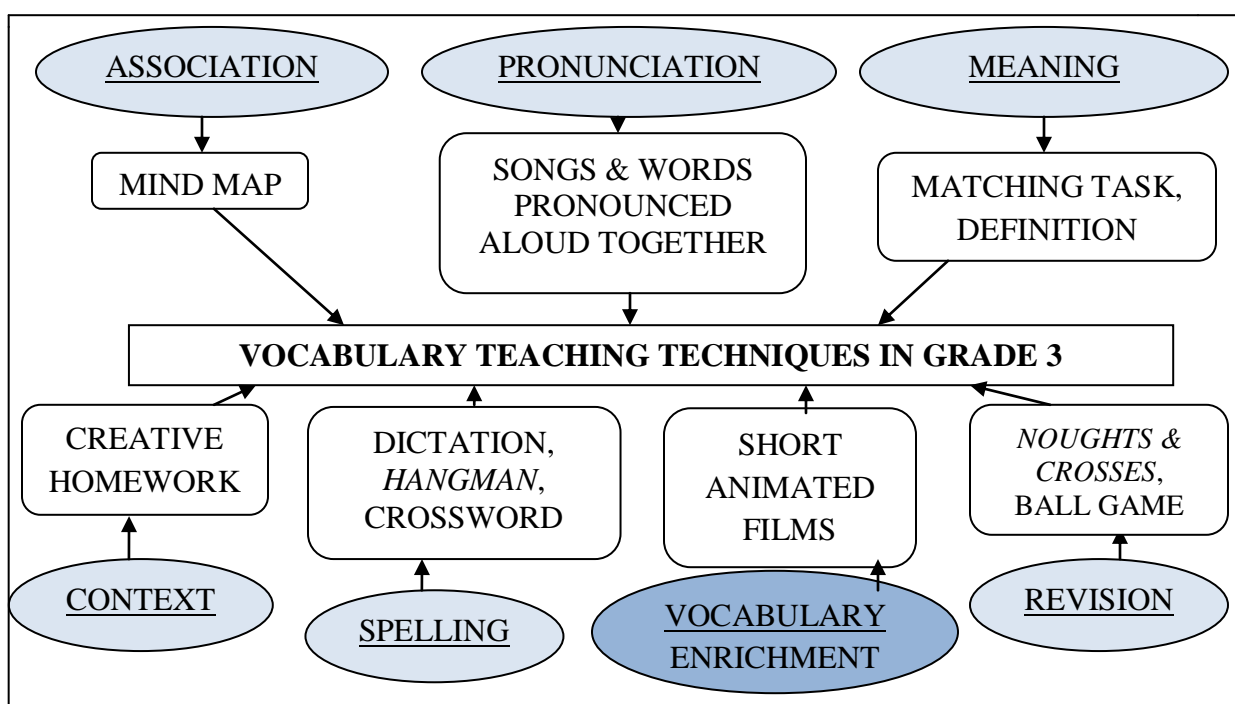 ASSOCIATION
PRONUNCIATION
MEANING
MIND MAP
SONGS & WORDS
PRONOUNCED
ALOUD TOGETHER
MATCHING TASK,
DEFINITION
VOCABULARY TEACHING TECHNIQUES IN GRADE 3
CREATIVE
HOMEWORK
DICTATION,
HANGMAN,
CROSSWORD
SHORT
ANIMATED
FILMS
NOUGHTS &
CROSSES,
BALL GAME
CONTEXT
SPELLING
VOCABULARY
ENRICHMENT
REVISION